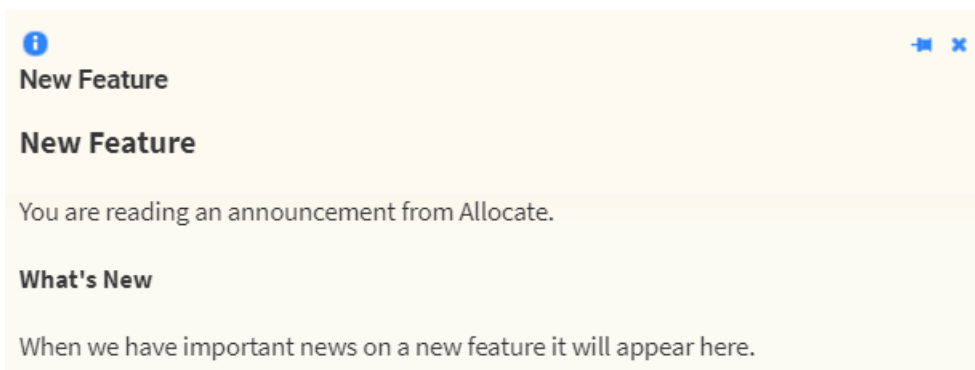 New Feature
New Feature
You are reading an announcement from Allocate.
What's New
When we have important news on a new feature it will appear here.